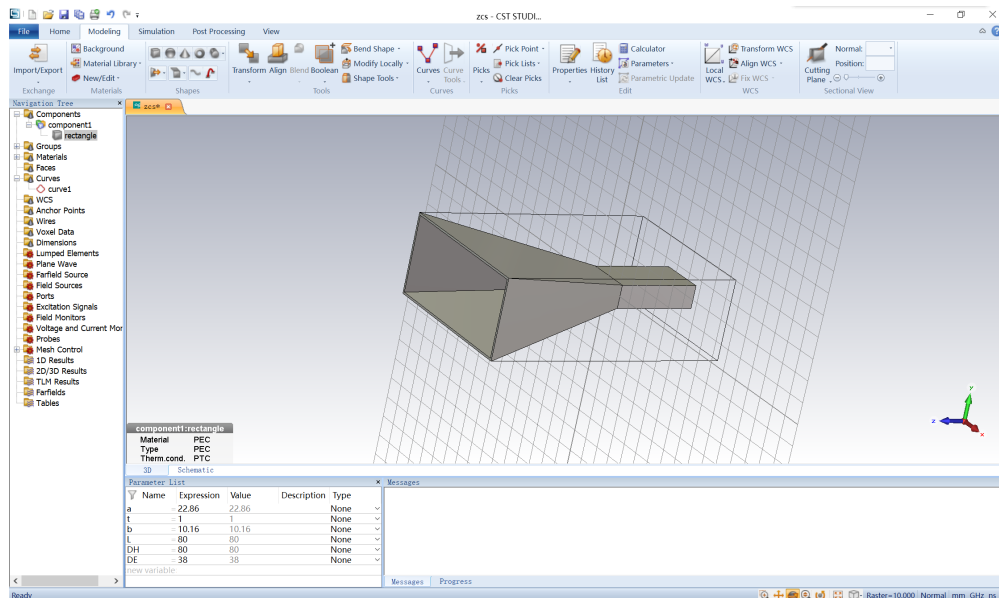 zcs - CST STUDI...
File Home Modeling Simulation Post Processing View
Import/Export
Exchange
Background
Material Library
New/Edit
Materials
Shapes
Transform Align Blend Boolean
Bend Shape
Modify Locally
Shape Tools
Tools
Curves Curve Tools
Curves
Picks
Pick Point
Pick Lists
Clear Picks
Picks
Properties History List
Calculator
Parameters
Parametric Update
Edit
Local WCS
Transform WCS
Align WCS
Fix WCS
WCS
Cutting Plane
Normal:
Position:
Sectional View
Navigation Tree
zcs*
Components
component1
rectangle
Groups
Materials
Faces
Curves
curve1
WCS
Anchor Points
Wires
Voxel Data
Dimensions
Lumped Elements
Plane Wave
Farfield Source
Field Sources
Ports
Excitation Signals
Field Monitors
Voltage and Current Mor
Probes
Mesh Control
1D Results
2D/3D Results
TLM Results
Farfields
Tables
y
z
x
component1:rectangle
Material PEC
Type PEC
Therm.cond. PTC
3D Schematic
Parameter List
Name Expression Value Description Type
a = 22.86 22.86 None
t = 1 1 None
b = 10.16 10.16 None
L = 80 80 None
DH = 80 80 None
DE = 38 38 None
new variable
Messages
Messages Progress
Ready
Raster=10.000 Normal mm GHz ns